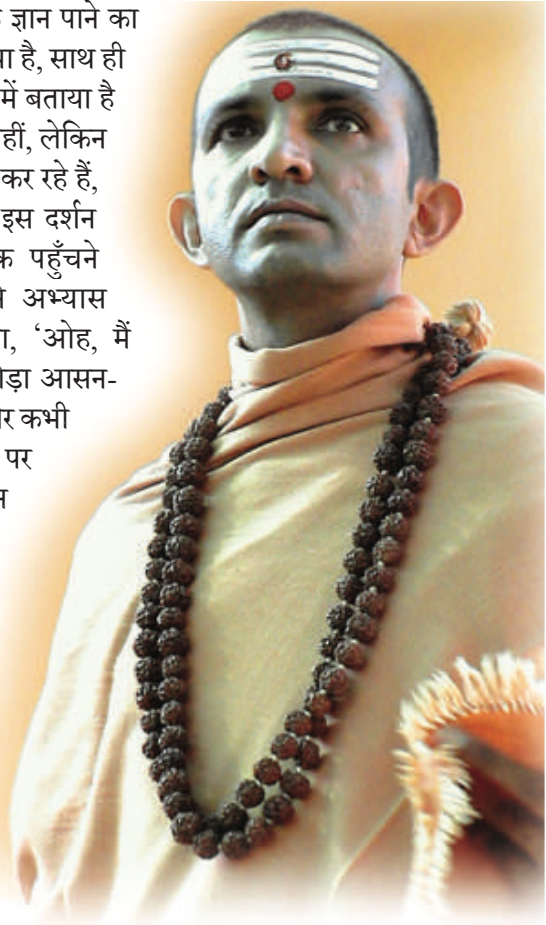 ज्ञान पाने का
है, साथ ही
में बताया है
लेकिन
कर रहे हैं,
इस दर्शन
पहुँचने
अभ्यास
‘ओह, मैं
आसन-
कभी
पर